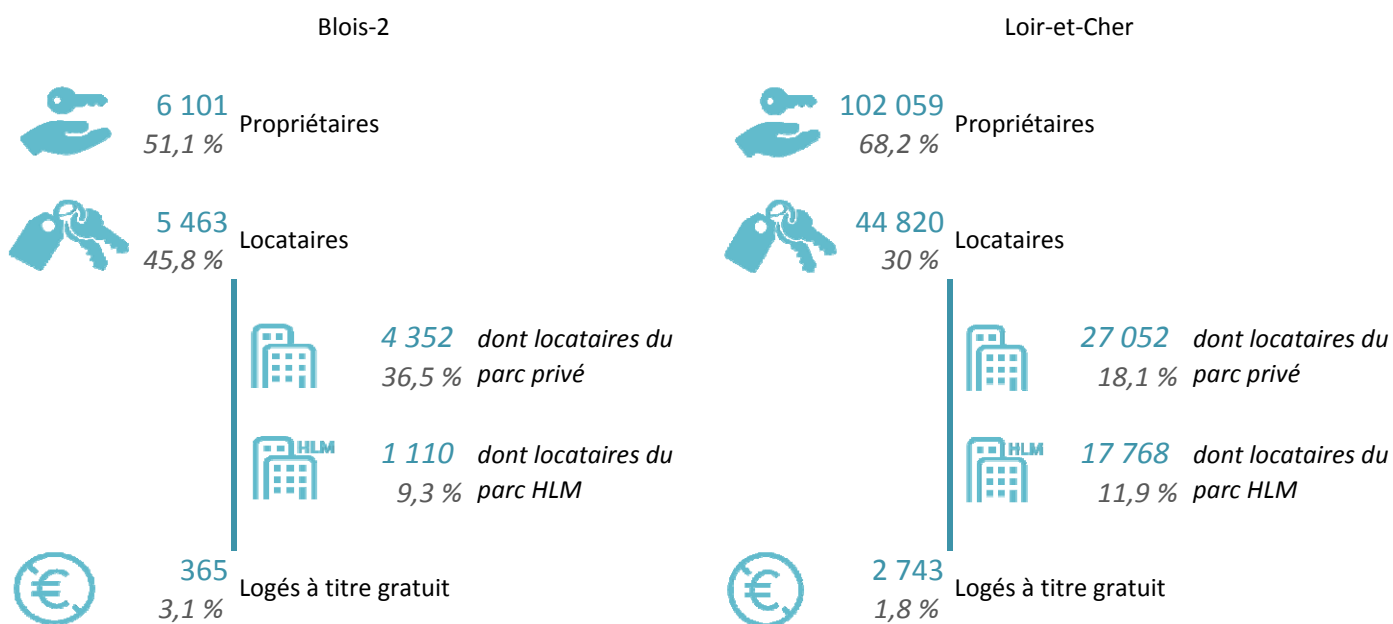 Blois-2
6 101
51,1 %
Propriétaires
5 463
45,8 %
Locataires
4 352
36,5 %
dont locataires du
parc privé
HLM
1 110
9,3 %
dont locataires du
parc HLM
€
365
3,1 %
Logés à titre gratuit
Loir-et-Cher
102 059
68,2 %
Propriétaires
44 820
30 %
Locataires
27 052
18,1 %
dont locataires du
parc privé
HLM
17 768
11,9 %
dont locataires du
parc HLM
€
2 743
1,8 %
Logés à titre gratuit